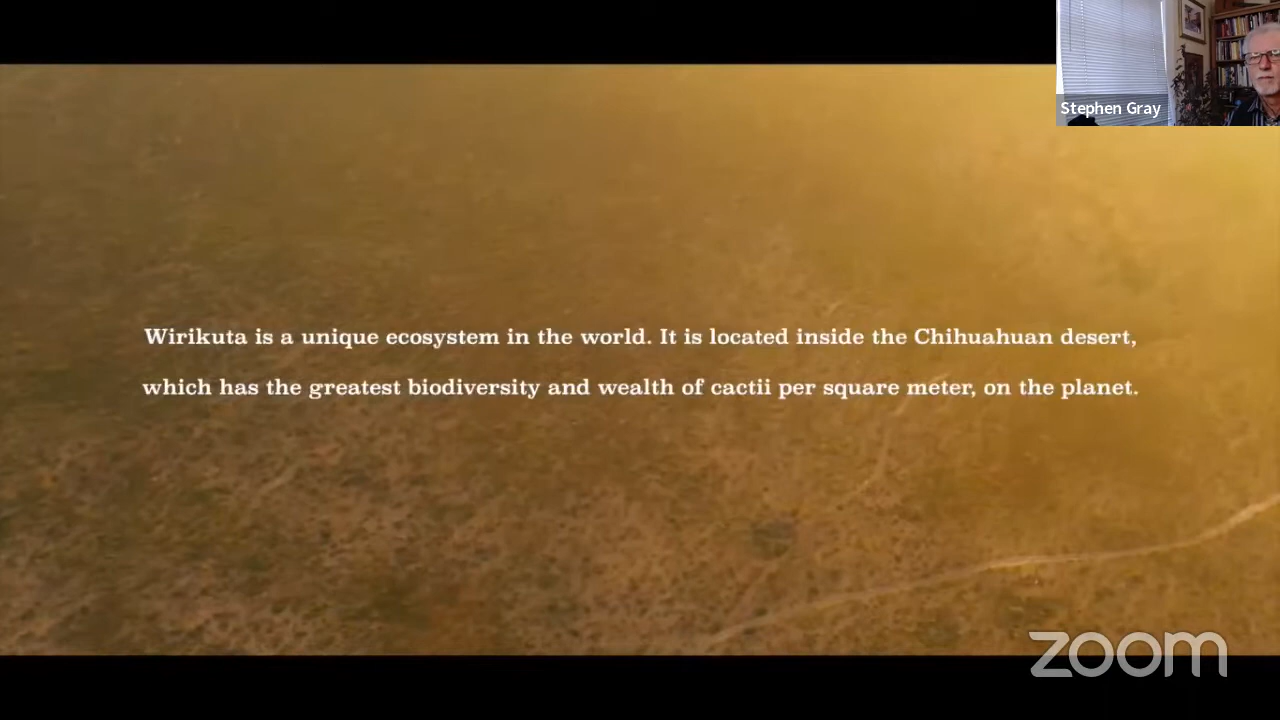 Stephen Gray
Wirikuta is a unique ecosystem in the world. It is located inside the Chihuahuan desert,
which has the greatest biodiversity and wealth of cactii per square meter, on the planet.
zoom